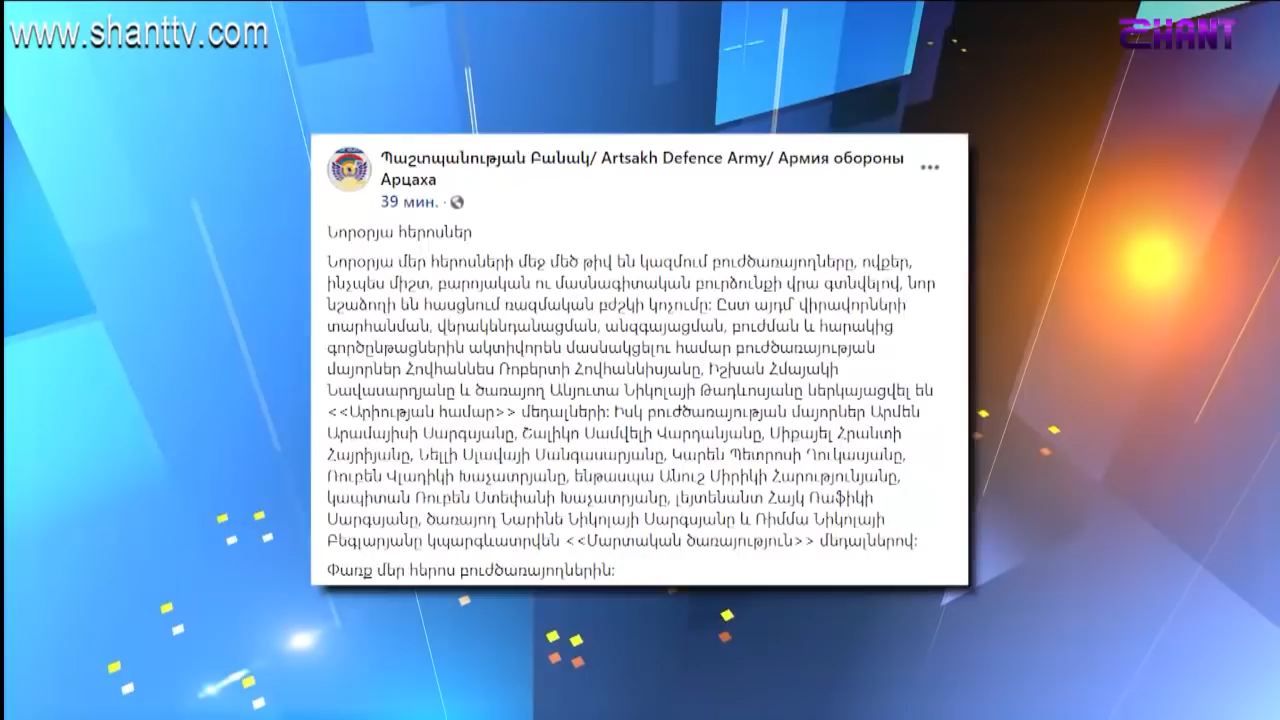 www.shanttv.com
SHANT
Պաշտպանության Բանակ/ Artsakh Defence Army/ Армия обороны
Арцаха
39 мин. ·
Նորօրյա հերոսներ
Նորօրյա մեր հերոսների մեջ մեծ թիվ են կազմում բուժծառայողները, ովքեր,
ինչպես միշտ, բարոյական ու մասնագիտական բուրձունքի վրա գտնվելով, նոր
նշաձողի են հասցնում ռազմական բժշկի կոչումը: Ըստ այդմ՝ վիրավորների
տարհանման, վերակենդանացման, անզգայացման, բուժման և հարակից
գործընթացներին ակտիվորեն մասնակցելու համար բուժծառայության
մայորներ Հովհաննես Ռոբերտի Հովհաննիսյանը, Իշխան Հմայակի
Նավասարդյանը և ծառայող Անյուտա Նիկոլայի Թադևոսյանը ներկայացվել են
<<Արիության համար>> մեդալների: Իսկ բուժծառայության մայորներ Արմեն
Արամայիսի Սարգսյանը, Շալիկո Սամվելի Վարդանյանը, Միքայել Հրանտի
Հայրիյանը, Նելլի Սլավայի Սանգասարյանը, Կարեն Պետրոսի Ղուկասյանը,
Ռուբեն Վլադիկի Խաչատրյանը, ենթասպա Անուշ Միրիկի Հարությունյանը,
կապիտան Ռուբեն Ստեփանի Խաչատրյանը, լեյտենանտ Հայկ Ռաֆիկի
Սարգսյանը, ծառայող Նարինե Նիկոլայի Սարգսյանը և Ռիմմա Նիկոլայի
Բեգլարյանը կպարգևատրվեն <<Մարտական ծառայություն>> մեդալներով:
Փառք մեր հերոս բուժծառայողներին: